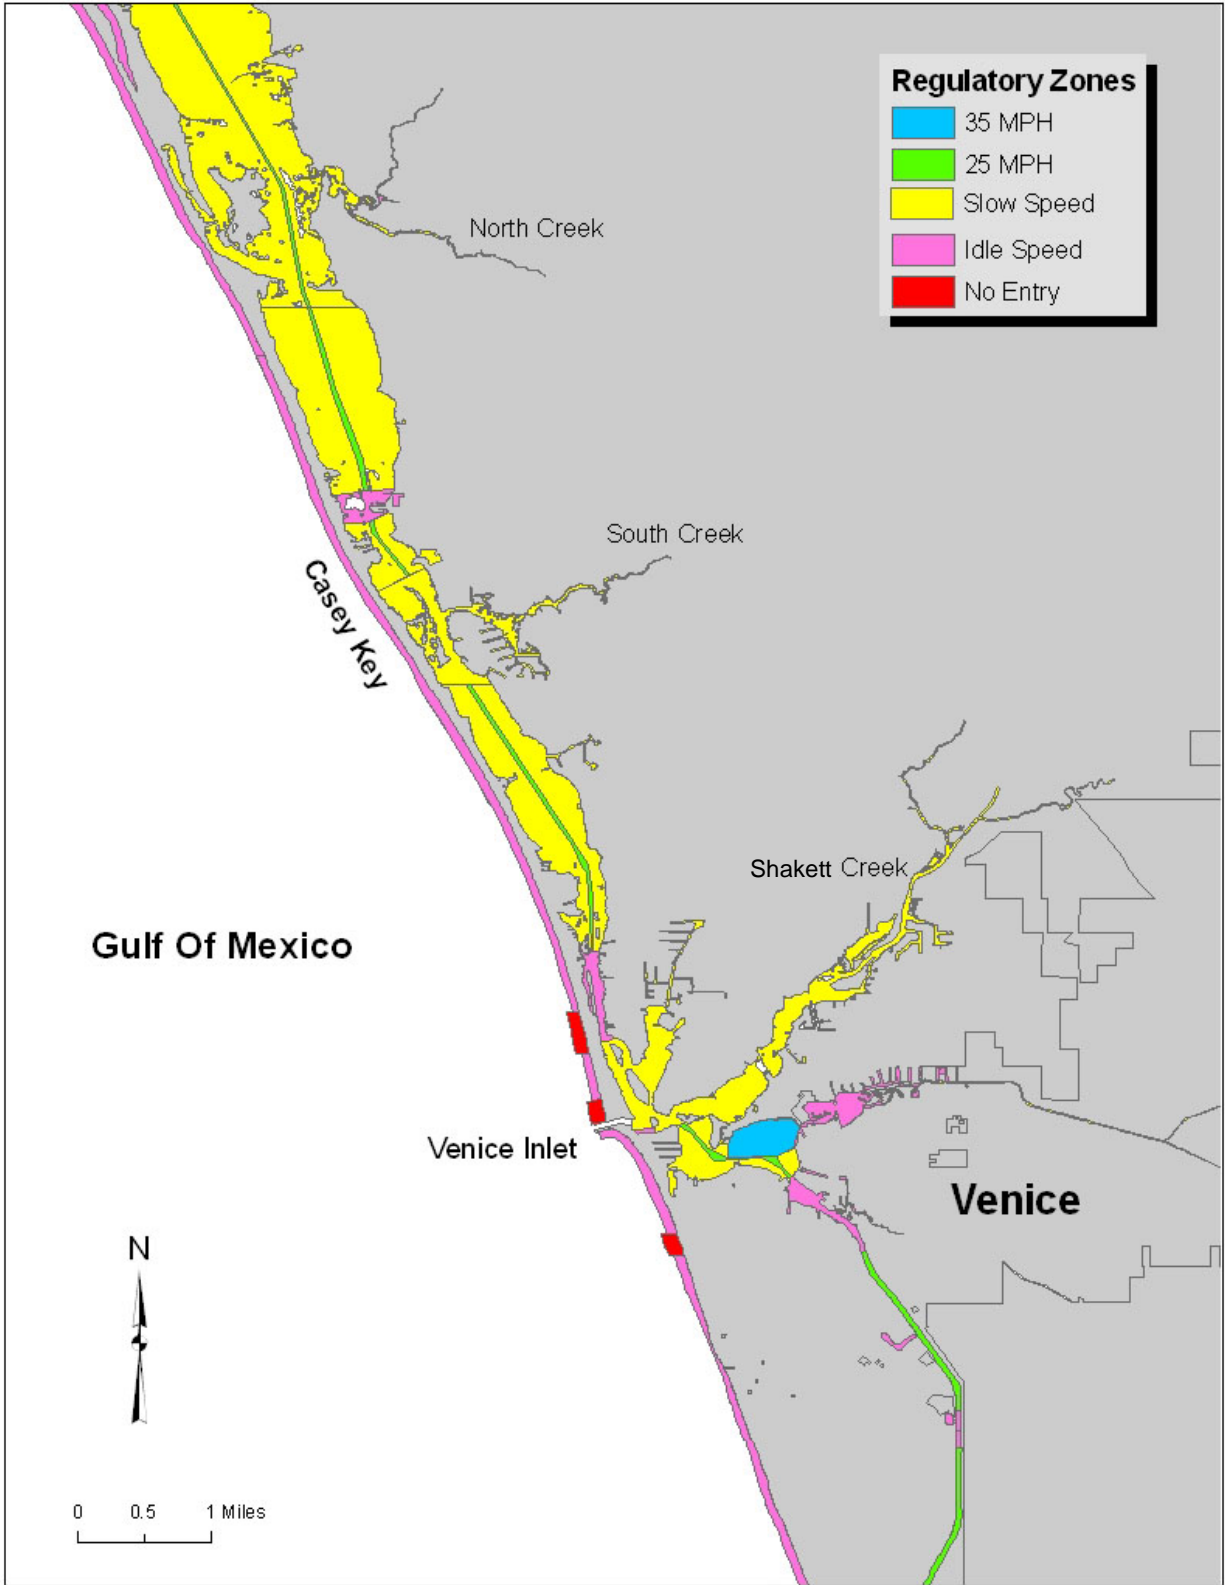 Regulatory Zones
35 MPH
25 MPH
Slow Speed
Idle Speed
No Entry
North Creek
South Creek
Casey Key
Shakett Creek
Gulf Of Mexico
Venice Inlet
Venice
N
0 0.5 1 Miles